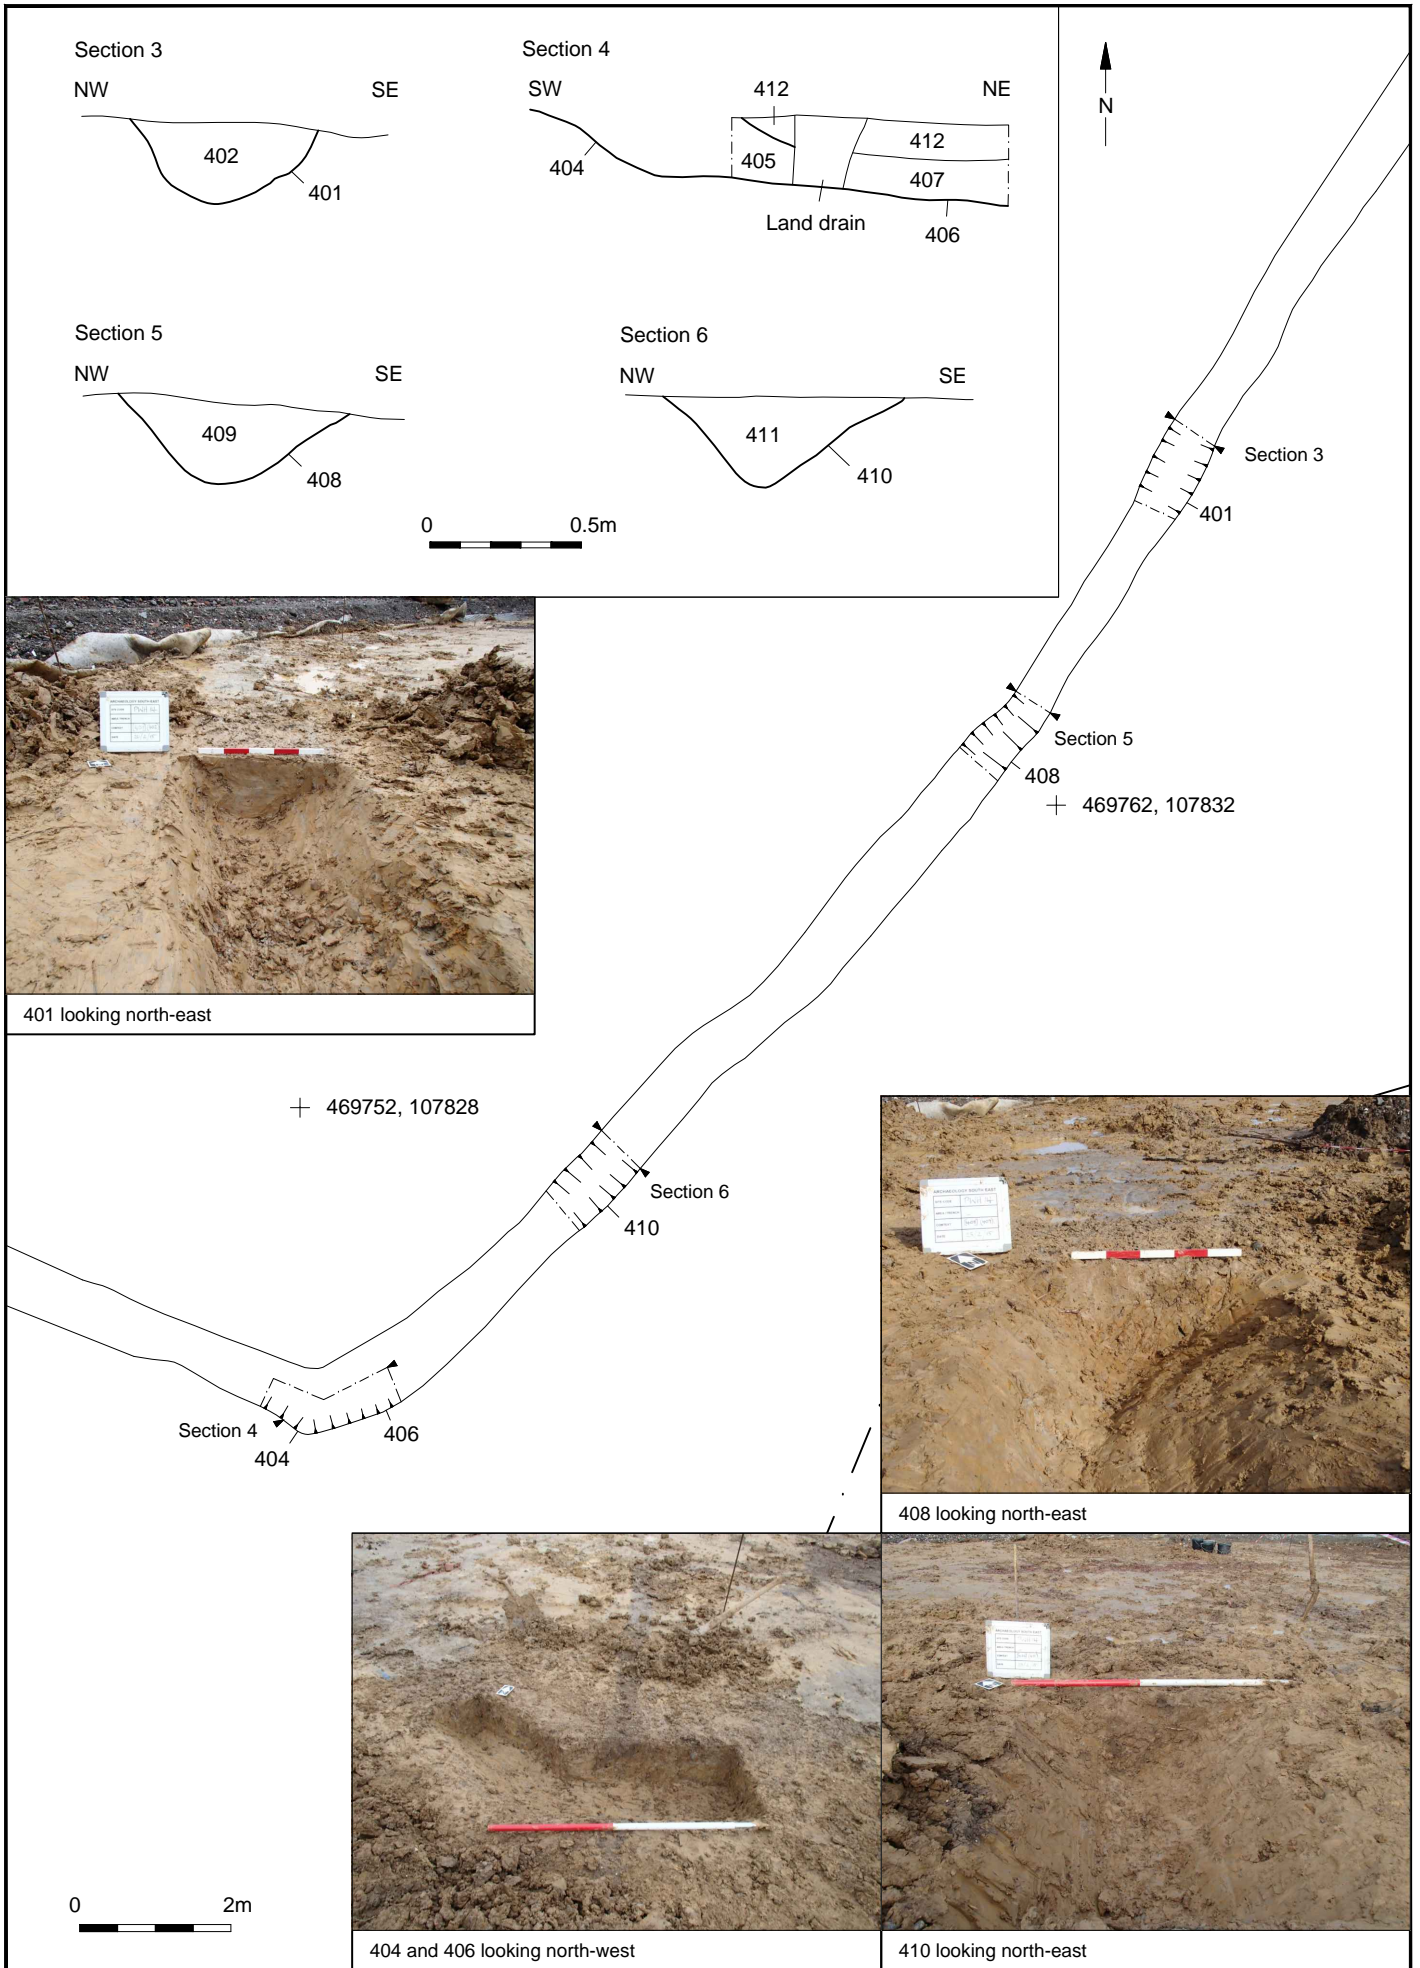 Section 3
NW SE
402
401
Section 4
SW 412 NE
412
405
407
404
Land drain
406
Section 5
NW SE
409
408
Section 6
NW SE
411
410
0 0.5m
N
Section 3
401
Section 5
408
469762, 107832
401 looking north-east
469752, 107828
Section 6
410
Section 4
404
406
ARCHAEOLOGY SOUTH-EAST
408 looking north-east
0 2m
404 and 406 looking north-west
410 looking north-east